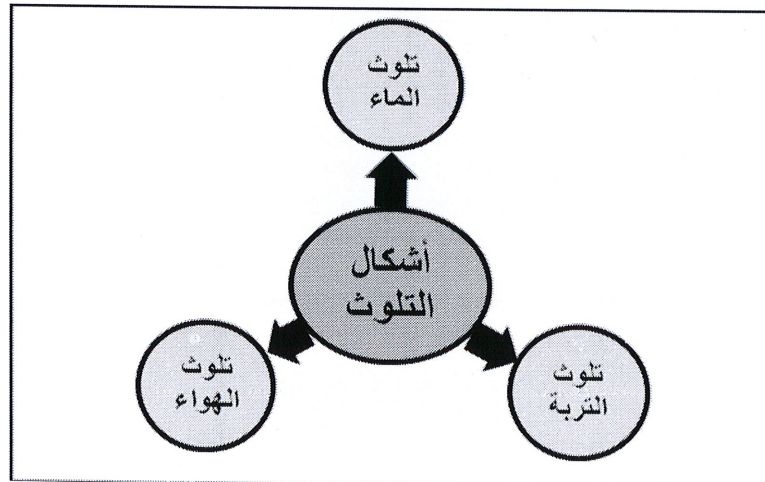 تلوث
الماء
أشكال
التلوث
تلوث
التربة
تلوث
الهواء